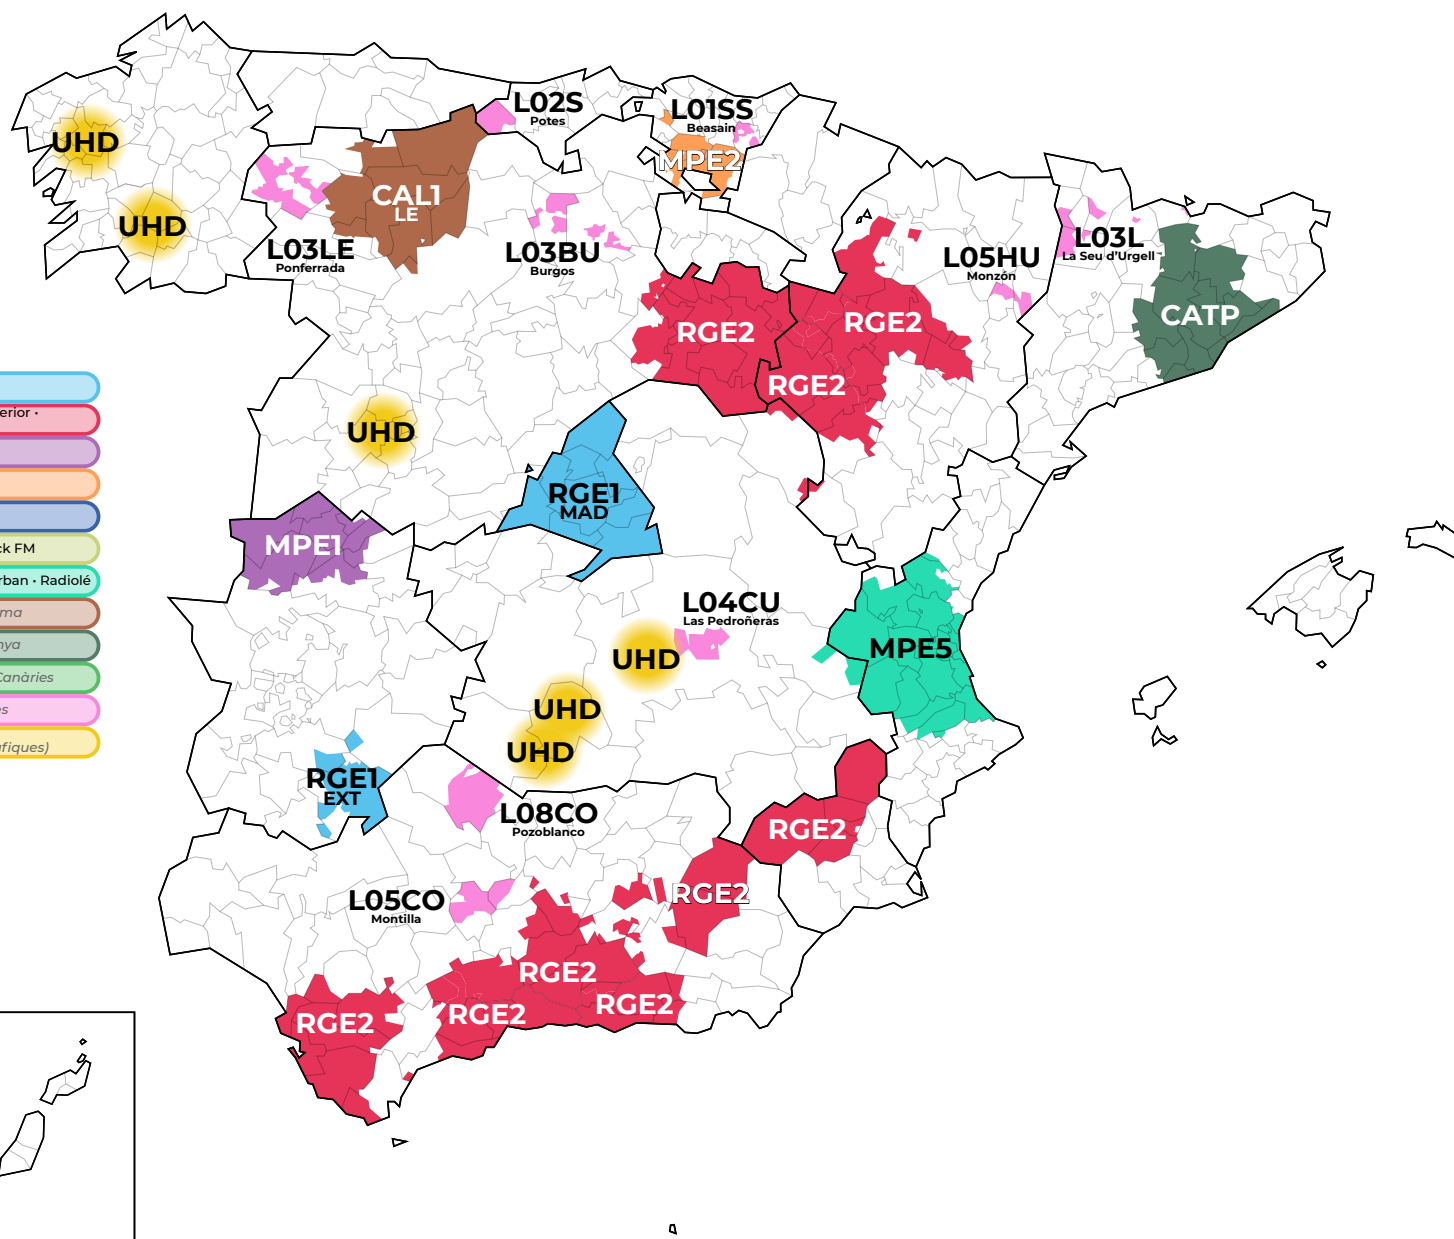 L02S
Potes
L01SS
Beasain
UHD
MPE2
CAL1
LE
UHD
L03LE
Ponferrada
L03BU
Burgos
L05HU
Monzón
L03L
La Seu d'Urgell
CATP
RGE2
RGE2
RGE2
erior •
UHD
RGE1
MAD
MPE1
ck FM
rban • Radiolé
ma
nya
Canàries
es
áfiques)
L04CU
Las Pedroñeras
MPE5
UHD
UHD
UHD
RGE1
EXT
L08CO
Pozoblanco
RGE2
L05CO
Montilla
RGE2
RGE2
RGE2
RGE2
RGE2